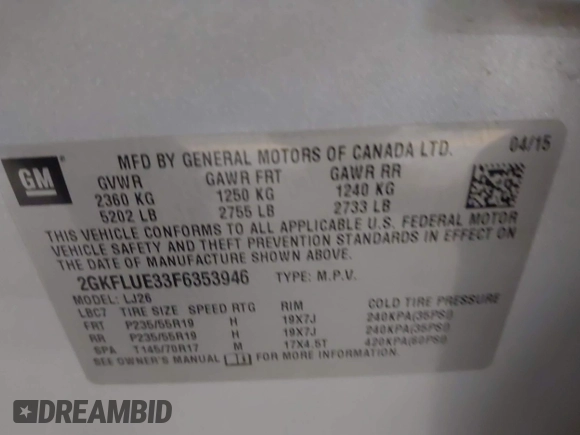 GM
MFD BY GENERAL MOTORS OF CANADA LTD. 04/15
GVWR GAWR FRT GAWR RR
2360 KG 1250 KG 1240 KG
5202 LB 2755 LB 2733 LB
THIS VEHICLE CONFORMS TO ALL APPLICABLE U.S. FEDERAL MOTOR
VEHICLE SAFETY AND THEFT PREVENTION STANDARDS IN EFFECT ON
THE DATE OF MANUFACTURE SHOWN ABOVE.
2GKFLUE33F6353946 TYPE: M.P.V.
MODEL: LJ26
LBC7 TIRE SIZE SPEED RTG RIM COLD TIRE PRESSURE
FRT P235/55R19 H 19X7J 240KPA(35PSI)
RR P235/55R19 H 19X7J 240KPA(35PSI)
SPA T145/70R17 M 17X4.5T 420KPA(60PSI)
SEE OWNER'S MANUAL FOR MORE INFORMATION.
DREAMBID